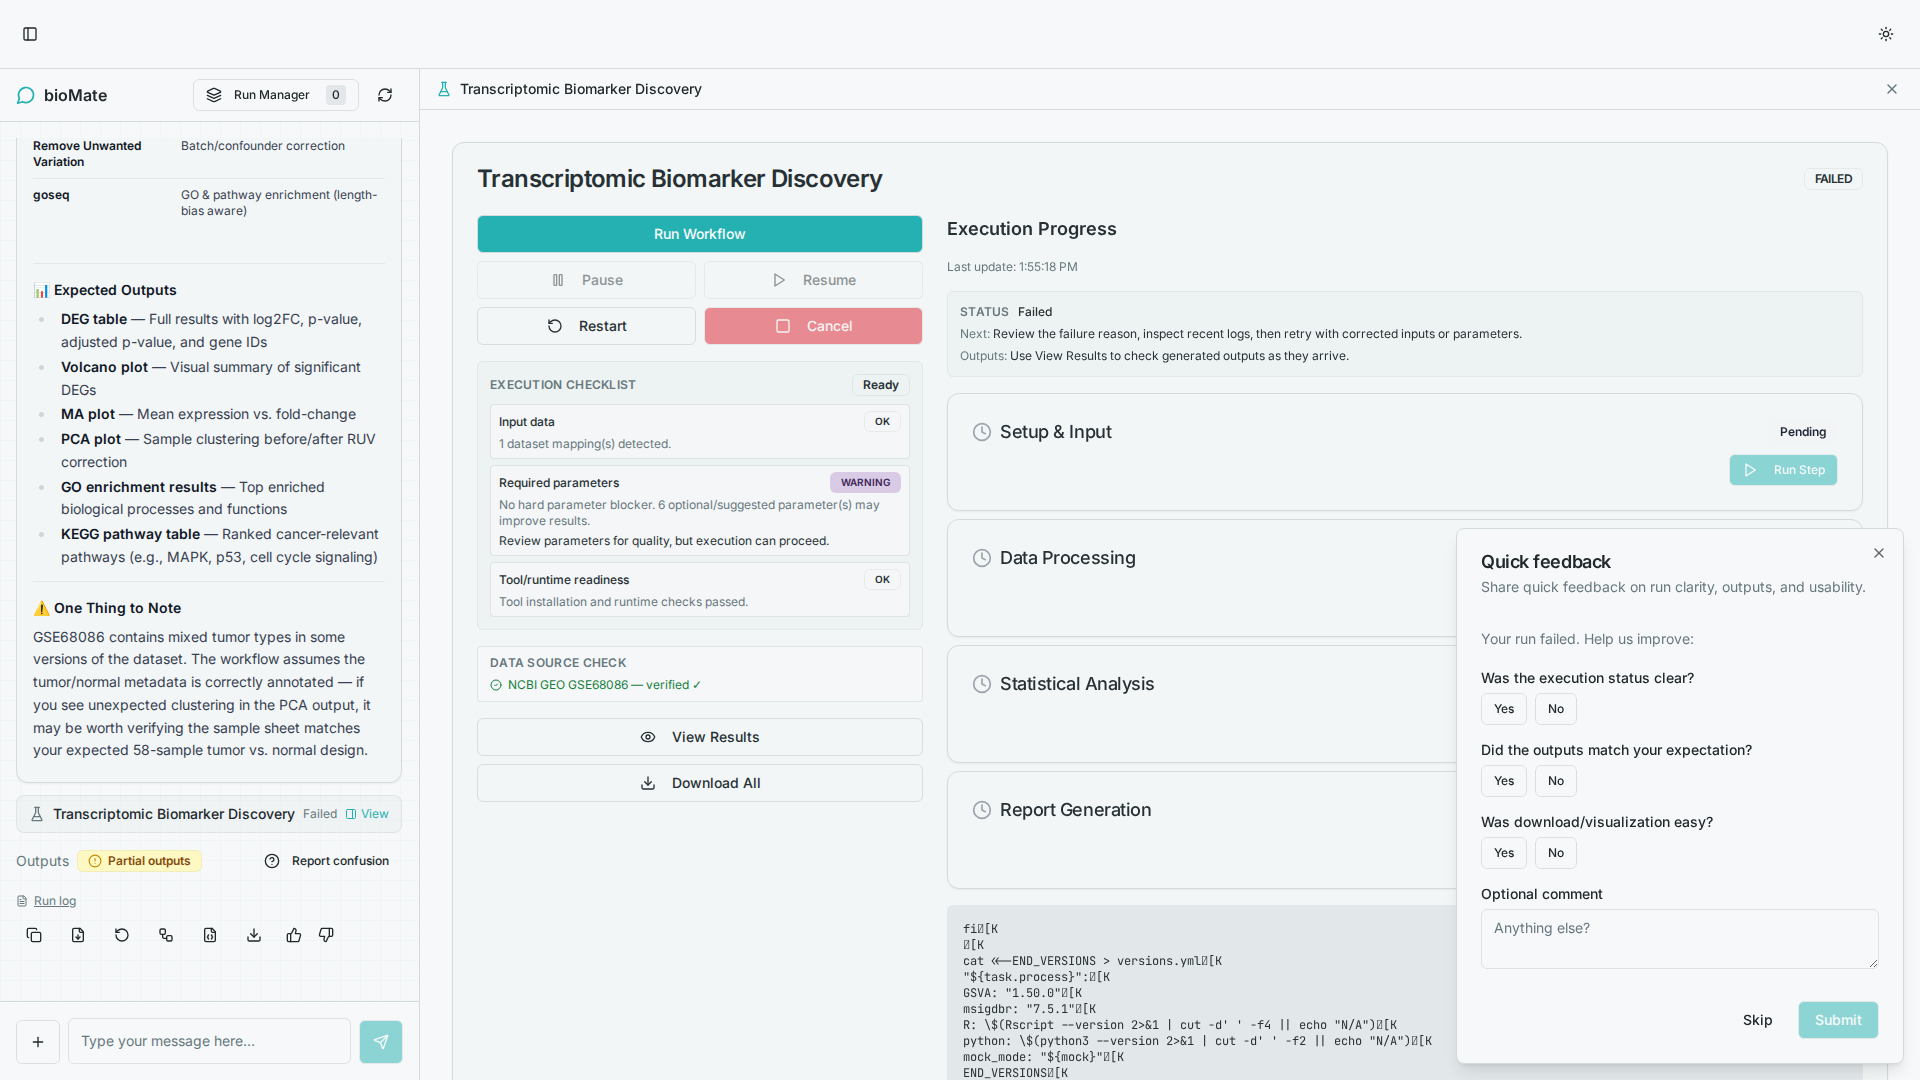 bioMate
Run Manager 0
Remove Unwanted Variation
Batch/confounder correction
goseq
GO & pathway enrichment (length-bias aware)
📊 Expected Outputs
DEG table — Full results with log2FC, p-value,
adjusted p-value, and gene IDs
Volcano plot — Visual summary of significant
DEGs
MA plot — Mean expression vs. fold-change
PCA plot — Sample clustering before/after RUV
correction
GO enrichment results — Top enriched
biological processes and functions
KEGG pathway table — Ranked cancer-relevant
pathways (e.g., MAPK, p53, cell cycle signaling)
⚠️ One Thing to Note
GSE68086 contains mixed tumor types in some
versions of the dataset. The workflow assumes the
tumor/normal metadata is correctly annotated — if
you see unexpected clustering in the PCA output, it
may be worth verifying the sample sheet matches
your expected 58-sample tumor vs. normal design.
Transcriptomic Biomarker Discovery Failed View
Outputs Partial outputs Report confusion
Run log
Type your message here...
Transcriptomic Biomarker Discovery
Transcriptomic Biomarker Discovery
FAILED
Run Workflow
Pause Resume
Restart Cancel
EXECUTION CHECKLIST Ready
Input data OK
1 dataset mapping(s) detected.
Required parameters WARNING
No hard parameter blocker. 6 optional/suggested parameter(s) may
improve results.
Review parameters for quality, but execution can proceed.
Tool/runtime readiness OK
Tool installation and runtime checks passed.
DATA SOURCE CHECK
NCBI GEO GSE68086 — verified ✓
View Results
Download All
Execution Progress
Last update: 1:55:18 PM
STATUS Failed
Next: Review the failure reason, inspect recent logs, then retry with corrected inputs or parameters.
Outputs: Use View Results to check generated outputs as they arrive.
Setup & Input Pending
Run Step
Data Processing
Statistical Analysis
Report Generation
fi[K
[K
cat <<-END_VERSIONS > versions.yml[K
"${task.process}":[K
GSVA: "1.50.0"[K
msigdbr: "7.5.1"[K
R: \$(Rscript --version 2>&1 | cut -d' ' -f4 || echo "N/A")[K
python: \$(python3 --version 2>&1 | cut -d' ' -f2 || echo "N/A")[K
mock_mode: "${mock}"[K
END_VERSIONS[K
Quick feedback
Share quick feedback on run clarity, outputs, and usability.
Your run failed. Help us improve:
Was the execution status clear?
Yes No
Did the outputs match your expectation?
Yes No
Was download/visualization easy?
Yes No
Optional comment
Anything else?
Skip Submit